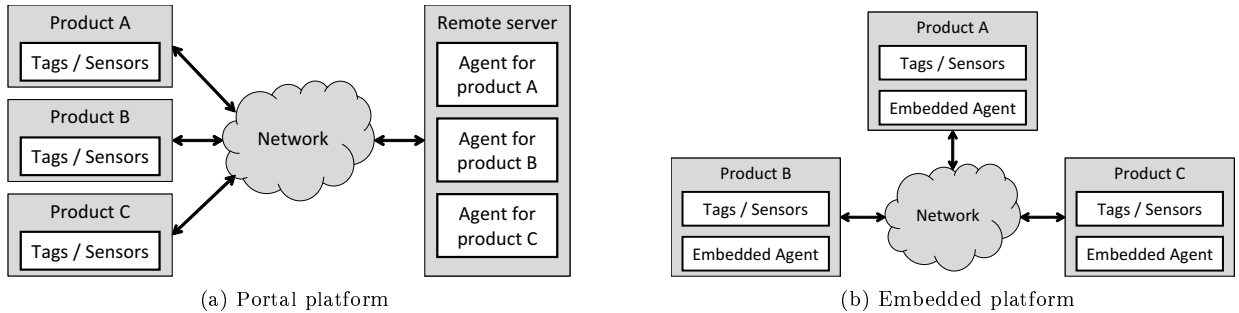 Product A
Tags / Sensors
Product B
Tags / Sensors
Product C
Tags / Sensors
Network
Remote server
Agent for
product A
Agent for
product B
Agent for
product C
(a) Portal platform
Product A
Tags / Sensors
Embedded Agent
Product B
Tags / Sensors
Embedded Agent
Network
Product C
Tags / Sensors
Embedded Agent
(b) Embedded platform